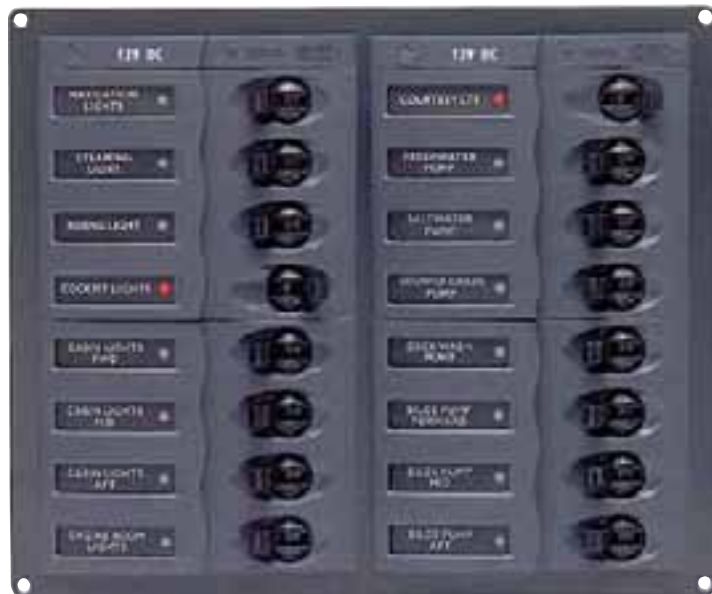 12V DC
NAVIGATION
LIGHTS
STEAMING
LIGHT
COCKPIT LIGHTS
CABIN LIGHTS
FWD
CABIN LIGHTS
MID
CABIN LIGHTS
AFT
ENGINE ROOM
LIGHTS
12V DC
COURTESY LTS
FRESHWATER
PUMP
SALTWATER
PUMP
SHOWER DRAIN
PUMP
DECK WASH
PUMP
BILGE PUMP
FORWARD
BILGE PUMP
MID
BILGE PUMP
AFT